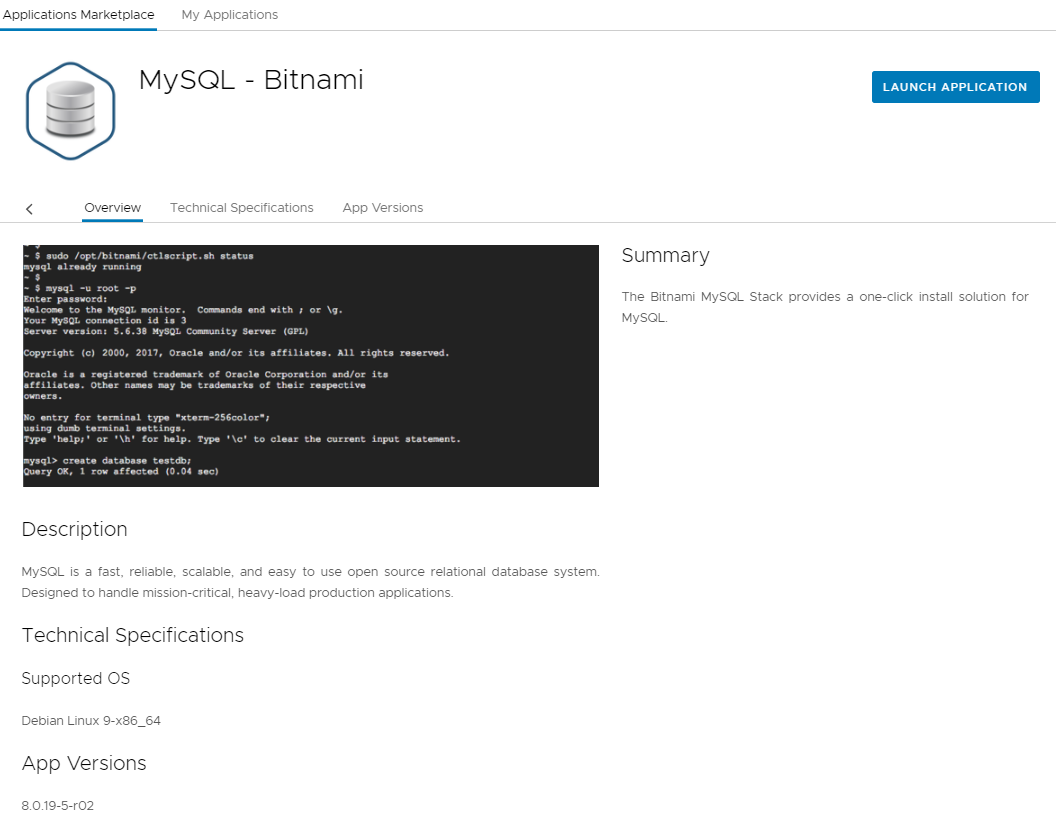 Applications Marketplace My Applications
MySQL - Bitnami
LAUNCH APPLICATION
Overview Technical Specifications App Versions
~ $ sudo /opt/bitnami/ctlscript.sh status
mysql already running
~ $
~ $ mysql -u root -p
Enter password:
Welcome to the MySQL monitor.  Commands end with ; or \g.
Your MySQL connection id is 3
Server version: 5.6.38 MySQL Community Server (GPL)
Copyright (c) 2000, 2017, Oracle and/or its affiliates. All rights reserved.
Oracle is a registered trademark of Oracle Corporation and/or its
affiliates. Other names may be trademarks of their respective
owners.
No entry for terminal type "xterm-256color";
using dumb terminal settings.
Type 'help;' or '\h' for help. Type '\c' to clear the current input statement.
mysql> create database testdb;
Query OK, 1 row affected (0.04 sec)
Summary
The Bitnami MySQL Stack provides a one-click install solution for
MySQL.
Description
MySQL is a fast, reliable, scalable, and easy to use open source relational database system.
Designed to handle mission-critical, heavy-load production applications.
Technical Specifications
Supported OS
Debian Linux 9-x86_64
App Versions
8.0.19-5-r02